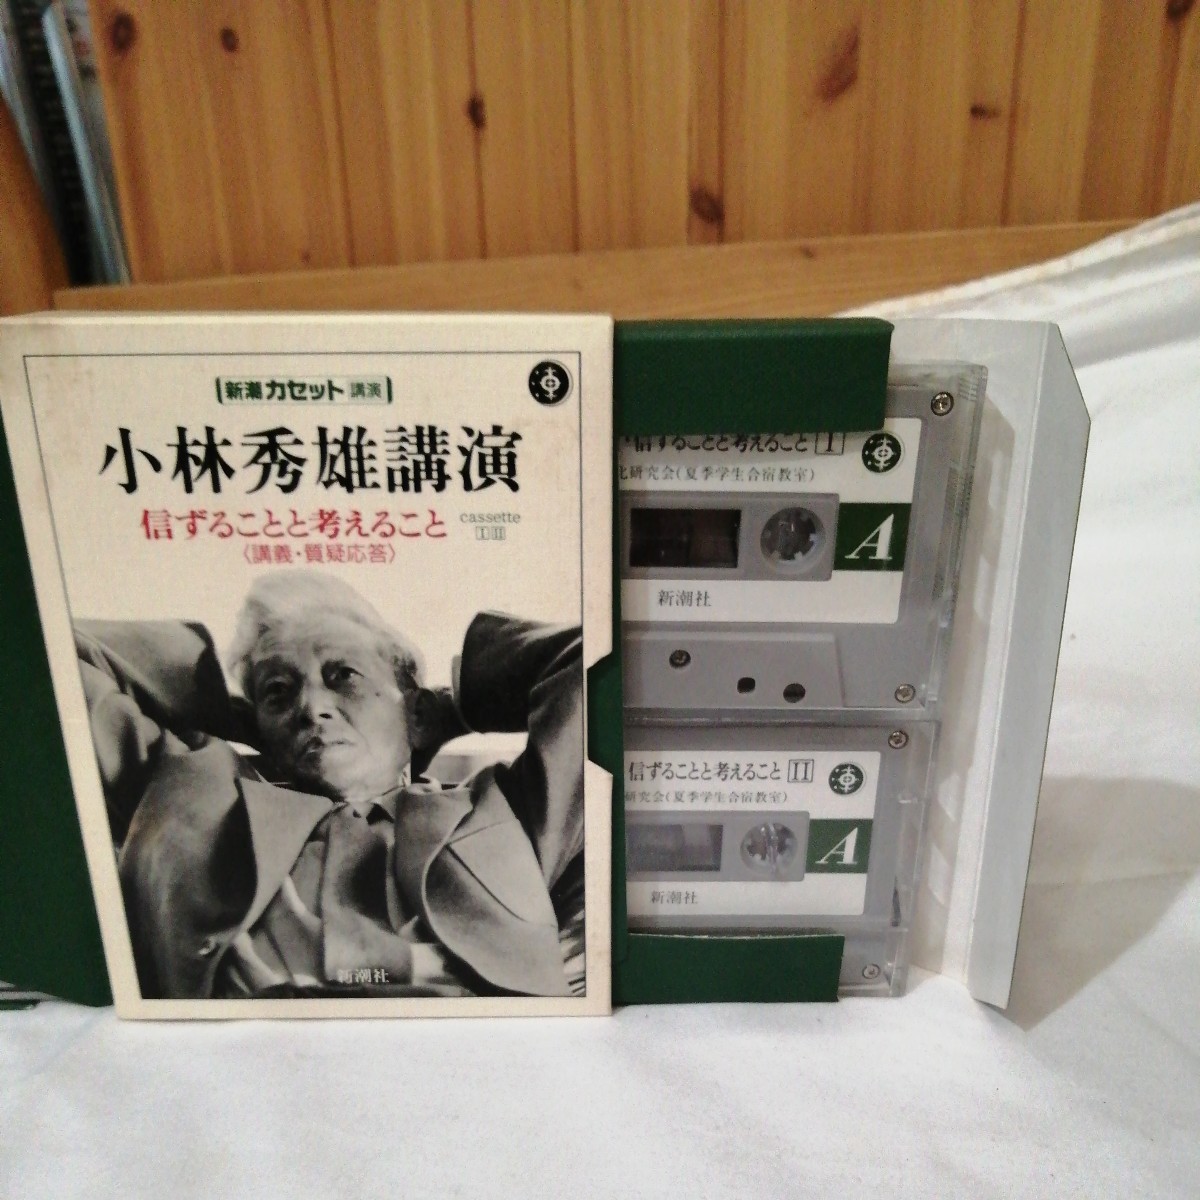 新潮カセット 講演
小林秀雄講演
信ずることと考えること
cassette
I II
〈講義・質疑応答〉
新潮社
信ずることと考えること I
化研究会(夏季学生合宿教室)
A
新潮社
信ずることと考えること II
研究会(夏季学生合宿教室)
A
新潮社